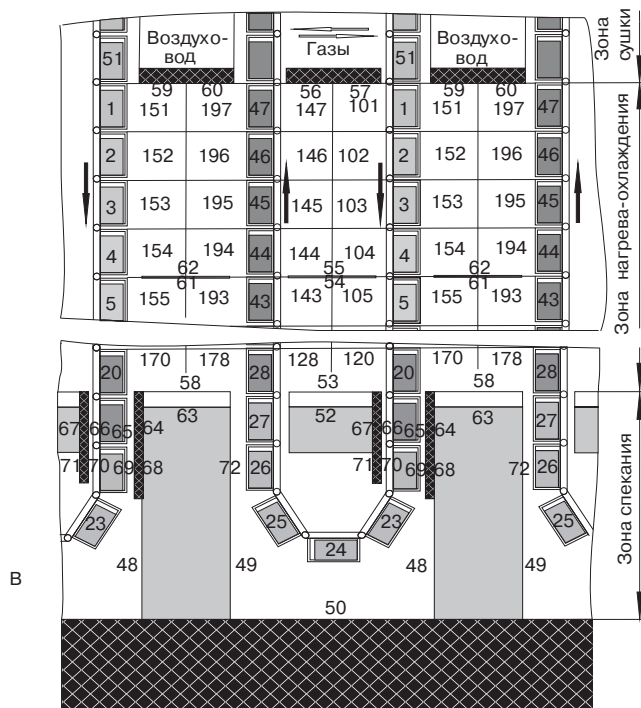 Воздухо-
вод
Газы
Воздухо-
вод
Зона
сушки
51 51
59 60 56 57 59 60
1 151 197 47 147 101 1 151 197 47
2 152 196 46 146 102 2 152 196 46
3 153 195 45 145 103 3 153 195 45
4 154 194 44 144 104 4 154 194 44
62 55 62
61 54 61
5 155 193 43 143 105 5 155 193 43
Зона нагрева-охлаждения
20 170 178 28 128 120 20 170 178 28
58 53 58
67 66 65 64 63 27 52 67 66 65 64 63 27
71 70 69 68 72 26 71 70 69 68 72 26
23 25 23 25
24
48 49 48 49
50
Зона спекания
В